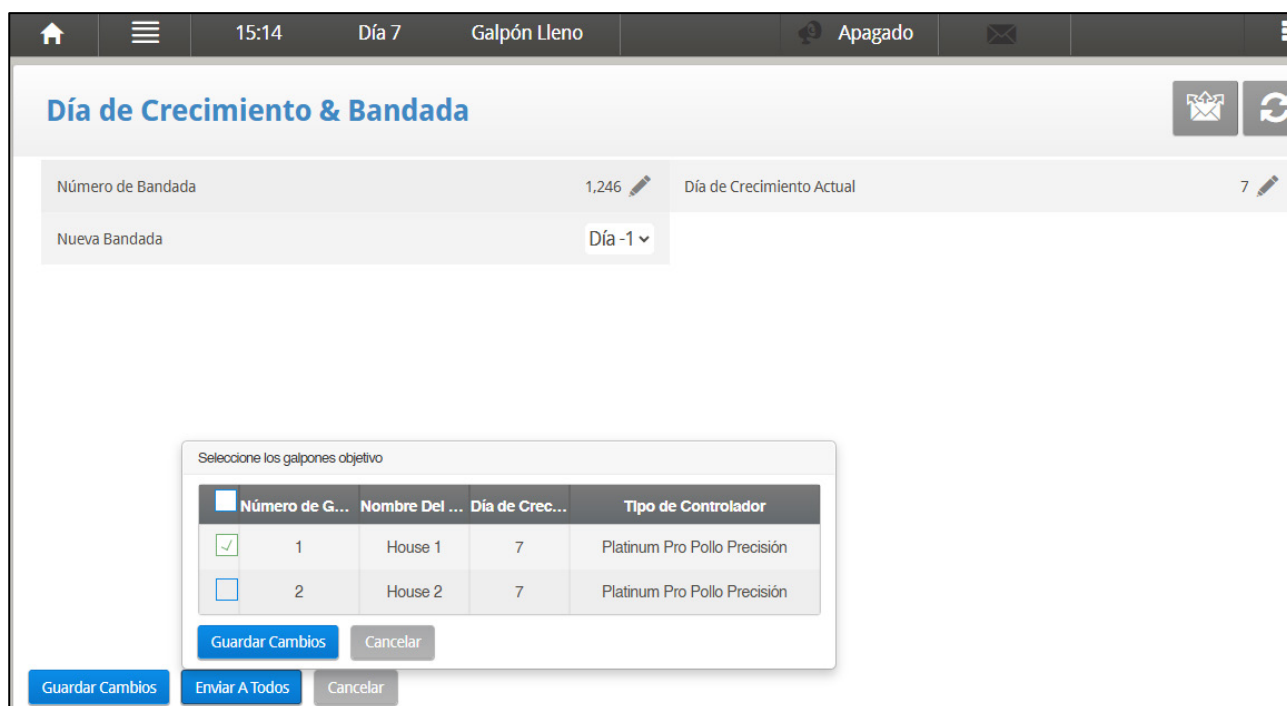 15:14 Día 7 Galpón Lleno Apagado
Día de Crecimiento & Bandada
Número de Bandada 1,246 Día de Crecimiento Actual 7
Nueva Bandada Día -1
Seleccione los galpones objetivo
Número de G... Nombre Del ... Día de Crec... Tipo de Controlador
1 House 1 7 Platinum Pro Pollo Precisión
2 House 2 7 Platinum Pro Pollo Precisión
Guardar Cambios Cancelar
Guardar Cambios Enviar A Todos Cancelar